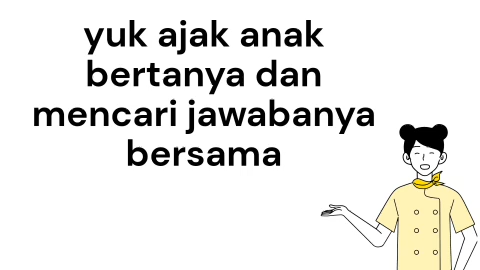 yuk ajak anak
bertanya dan
mencari jawabanya
bersama